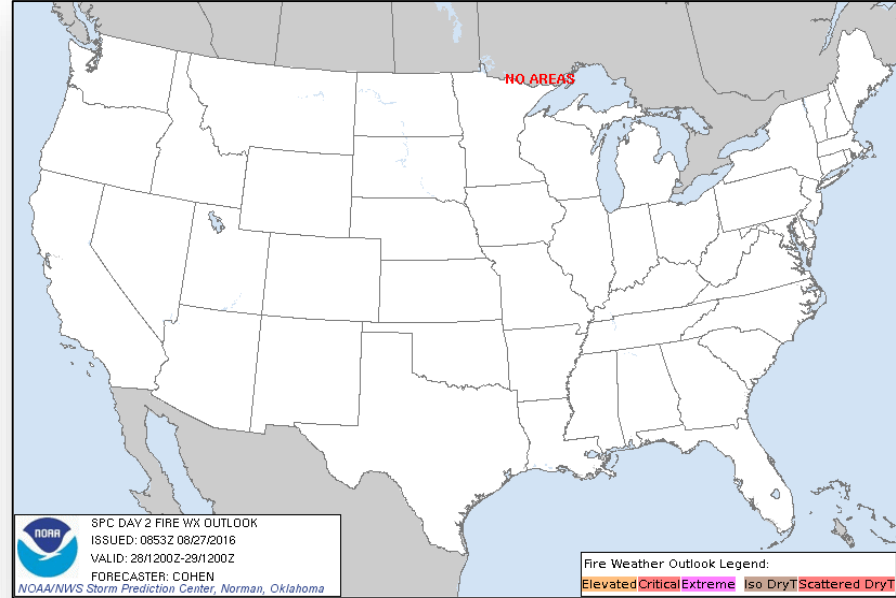 NO AREAS
NOAA
SPC DAY 2 FIRE WX OUTLOOK
ISSUED: 0853Z 08/27/2016
VALID: 28/1200Z-29/1200Z
FORECASTER: COHEN
NOAA/NWS Storm Prediction Center, Norman, Oklahoma
Fire Weather Outlook Legend:
Elevated Critical Extreme Iso DryT Scattered DryT